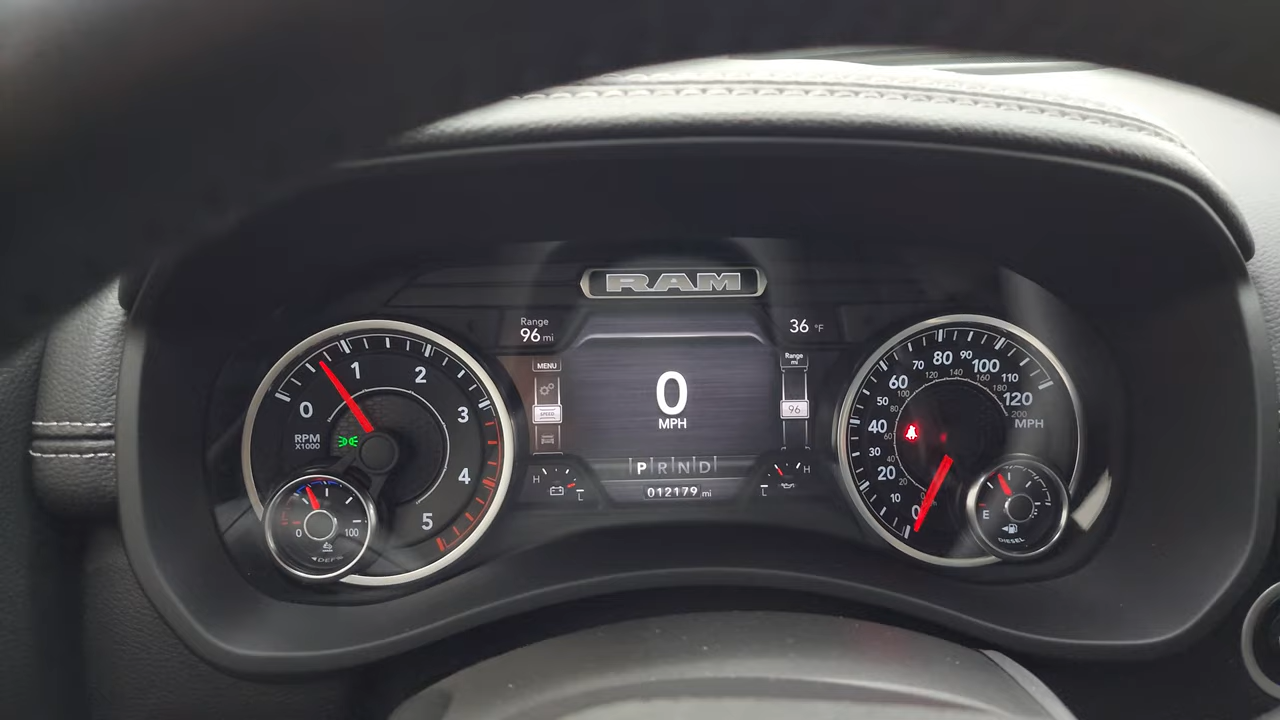 RAM
Range
96 mi
36 °F
MENU
SPEED
Range
mi
96
0
MPH
P R N D
012179 mi
H L
L H
0 1 2 3 4 5
RPM
X1000
0 100
DEF
0 10 20 30 40 50 60 70 80 90 100 110 120
MPH
20 60 80 100 120 140 160 180 200
E
DIESEL